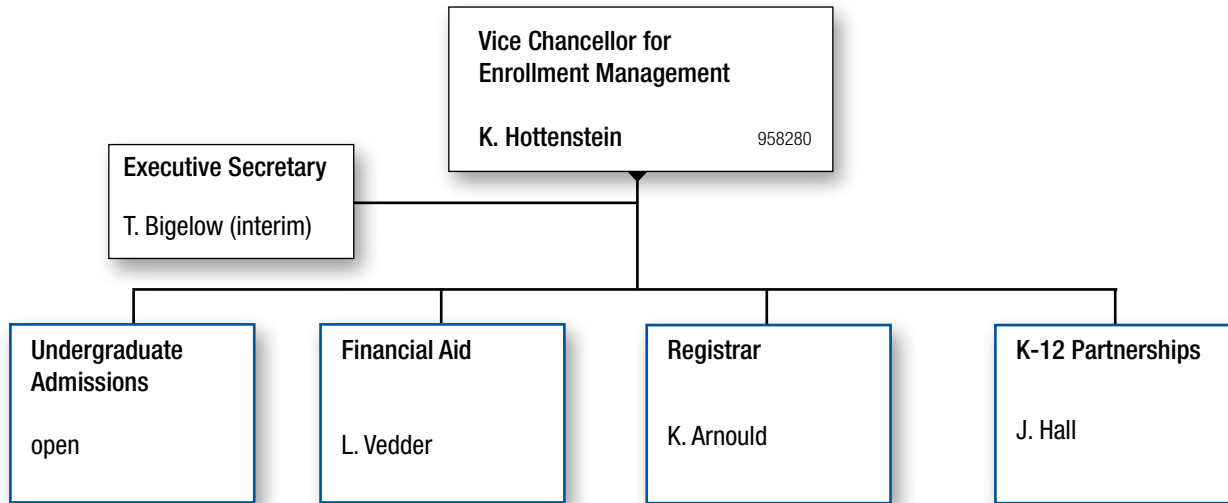 Vice Chancellor for
Enrollment Management
K. Hottenstein 958280
Executive Secretary
T. Bigelow (interim)
Undergraduate
Admissions
open
Financial Aid
L. Vedder
Registrar
K. Arnould
K-12 Partnerships
J. Hall